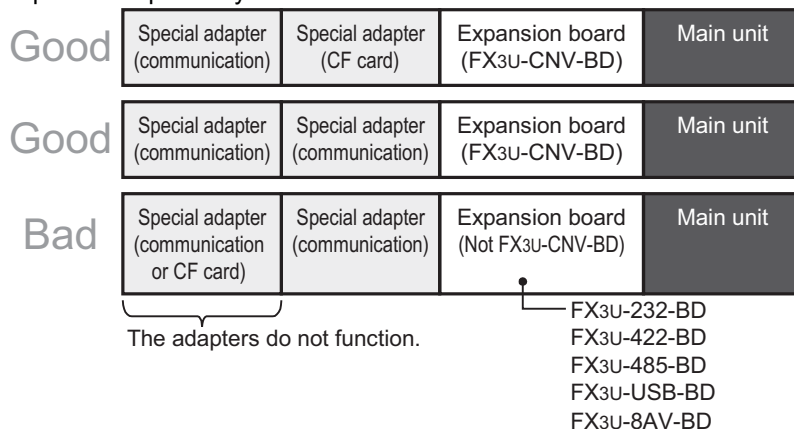 Good
Special adapter
(communication)
Special adapter
(CF card)
Expansion board
(FX3U-CNV-BD)
Main unit
Good
Special adapter
(communication)
Special adapter
(communication)
Expansion board
(FX3U-CNV-BD)
Main unit
Bad
Special adapter
(communication
or CF card)
Special adapter
(communication)
Expansion board
(Not FX3U-CNV-BD)
Main unit
The adapters do not function.
FX3U-232-BD
FX3U-422-BD
FX3U-485-BD
FX3U-USB-BD
FX3U-8AV-BD